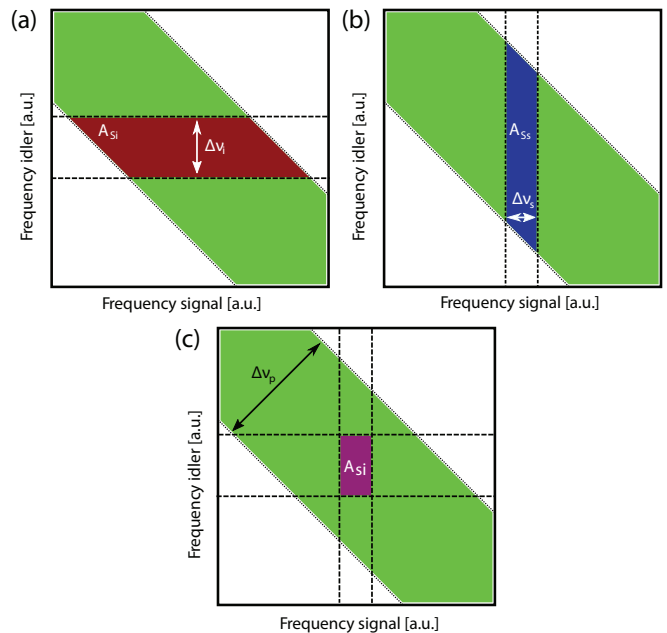 (a)
A_Si
Δν_i
Frequency idler [a.u.]
Frequency signal [a.u.]
(b)
A_Ss
Δν_s
Frequency idler [a.u.]
Frequency signal [a.u.]
(c)
Δν_p
A_Si
Frequency idler [a.u.]
Frequency signal [a.u.]